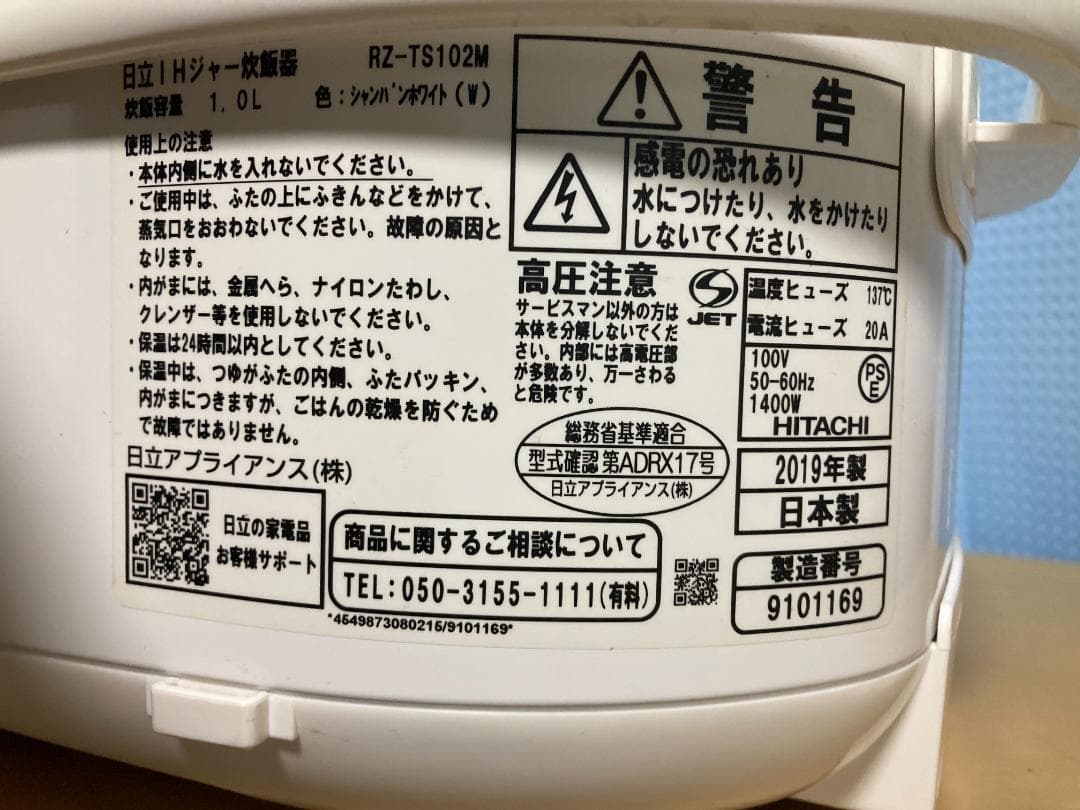 日立IHジャー炊飯器 RZ-TS102M
炊飯容量 1.0L 色:シャンパンホワイト(W)
使用上の注意
・本体内側に水を入れないでください。
・ご使用中は、ふたの上にふきんなどをかけて、
蒸気口をおおわないでください。故障の原因と
なります。
・内がまには、金属へら、ナイロンたわし、
クレンザー等を使用しないでください。
・保温は24時間以内としてください。
・保温中は、つゆがふたの内側、ふたパッキン、
内がまにつきますが、ごはんの乾燥を防ぐため
で故障ではありません。
日立アプライアンス(株)
日立の家電品
お客様サポート
商品に関するご相談について
TEL:050-3155-1111(有料)
*4549873080215/9101169*
警告
感電の恐れあり
水につけたり、水をかけたり
しないでください。
高圧注意
サービスマン以外の方は
本体を分解しないでくだ
さい。内部には高電圧部
が多数あり、万一さわる
と危険です。
JET
温度ヒューズ 137℃
電流ヒューズ 20A
100V
50-60Hz
1400W
PS
E
HITACHI
総務省基準適合
型式確認 第ADRX17号
日立アプライアンス(株)
2019年製
日本製
製造番号
9101169